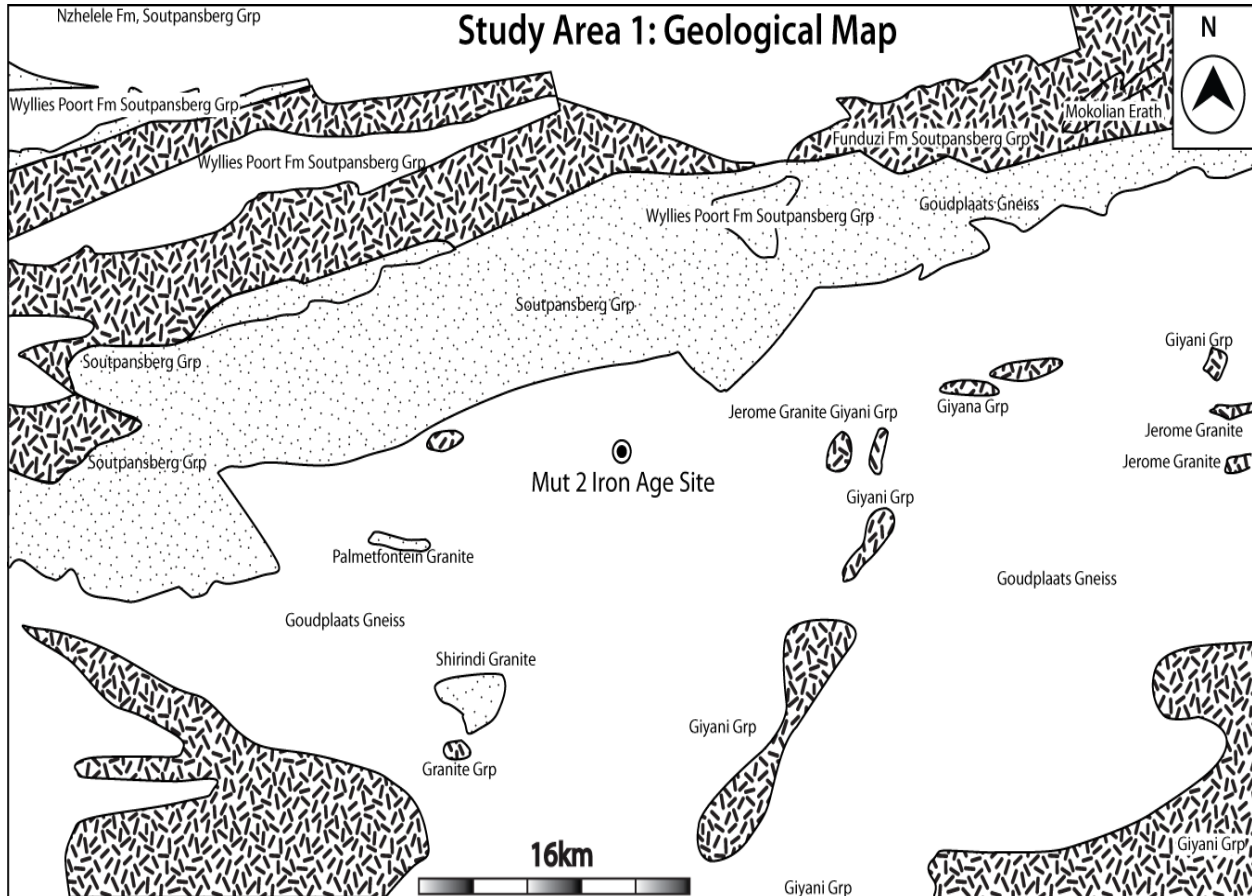 Nzhelele Fm, Soutpansberg Grp
Study Area 1: Geological Map
N
Wyllies Poort Fm Soutpansberg Grp
Mokolian Erath
Funduzi Fm Soutpansberg Grp
Wyllies Poort Fm Soutpansberg Grp
Goudplaats Gneiss
Wyllies Poort Fm Soutpansberg Grp
Soutpansberg Grp
Giyani Grp
Soutpansberg Grp
Giyana Grp
Jerome Granite Giyani Grp
Jerome Granite
Soutpansberg Grp
Jerome Granite
Mut 2 Iron Age Site
Giyani Grp
Palmetfontein Granite
Goudplaats Gneiss
Goudplaats Gneiss
Shirindi Granite
Giyani Grp
Granite Grp
Giyani Grp
16km
Giyani Grp